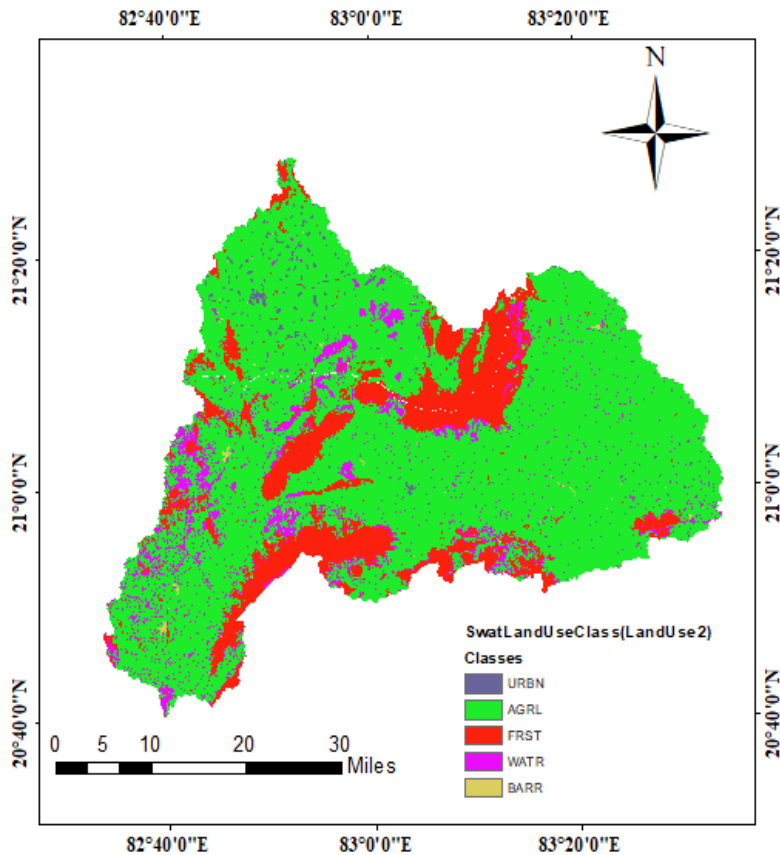 82°40'0"E 83°0'0"E 83°20'0"E
N
21°20'0"N 21°20'0"N
21°0'0"N 21°0'0"N
20°40'0"N 20°40'0"N
SwatLandUseClass(LandUse2)
Classes
URBN
AGRL
FRST
WATR
BARR
0 5 10 20 30
Miles
82°40'0"E 83°0'0"E 83°20'0"E